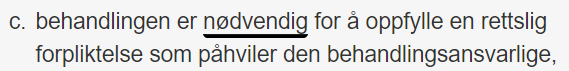 c. behandlingen er nødvendig for å oppfylle en rettslig
forpliktelse som påhviler den behandlingsansvarlige,